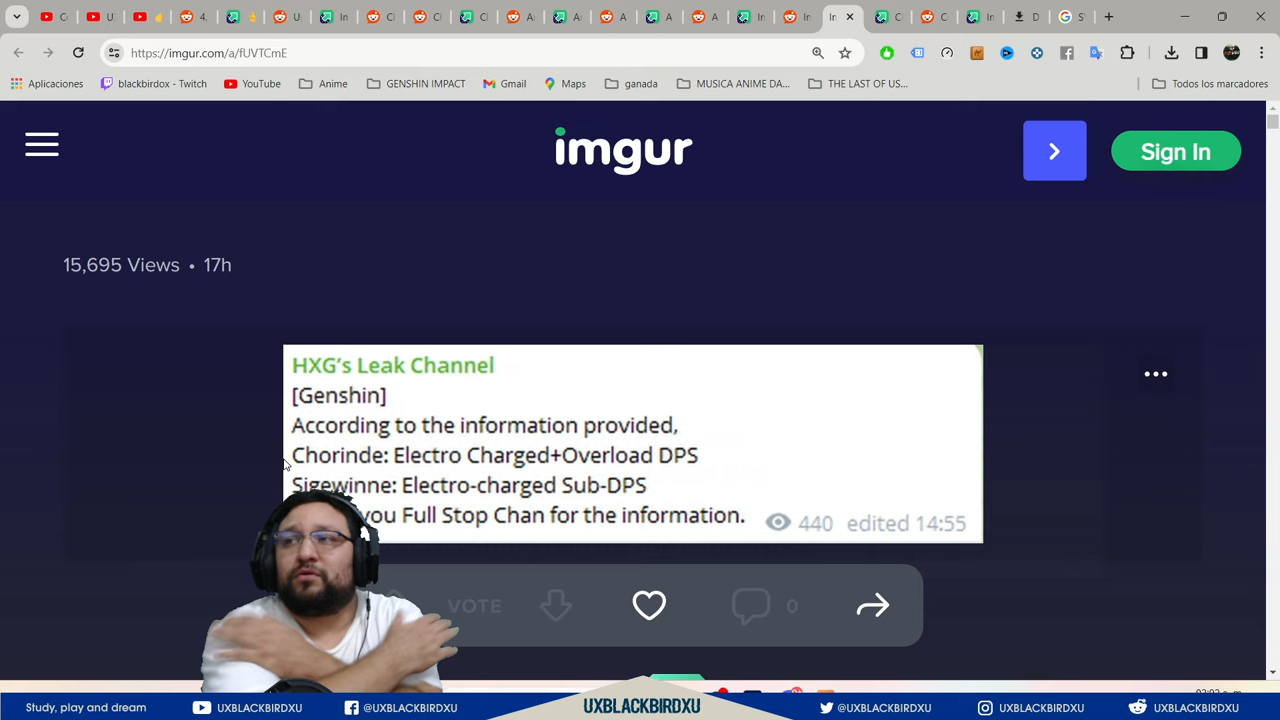 https://imgur.com/a/fUVTCmE
Aplicaciones
blackbirdox - Twitch
YouTube
Anime
GENSHIN IMPACT
Gmail
Maps
ganada
MUSICA ANIME DA...
THE LAST OF US...
Todos los marcadores
imgur
Sign In
15,695 Views • 17h
HXG's Leak Channel
[Genshin]
According to the information provided,
Chorinde: Electro Charged+Overload DPS
Sigewinne: Electro-charged Sub-DPS
you Full Stop Chan for the information.
440 edited 14:55
VOTE
0
Study, play and dream
UXBLACKBIRDXU
@UXBLACKBIRDXU
UXBLACKBIRDXU
@UXBLACKBIRDXU
UXBLACKBIRDXU
UXBLACKBIRDXU